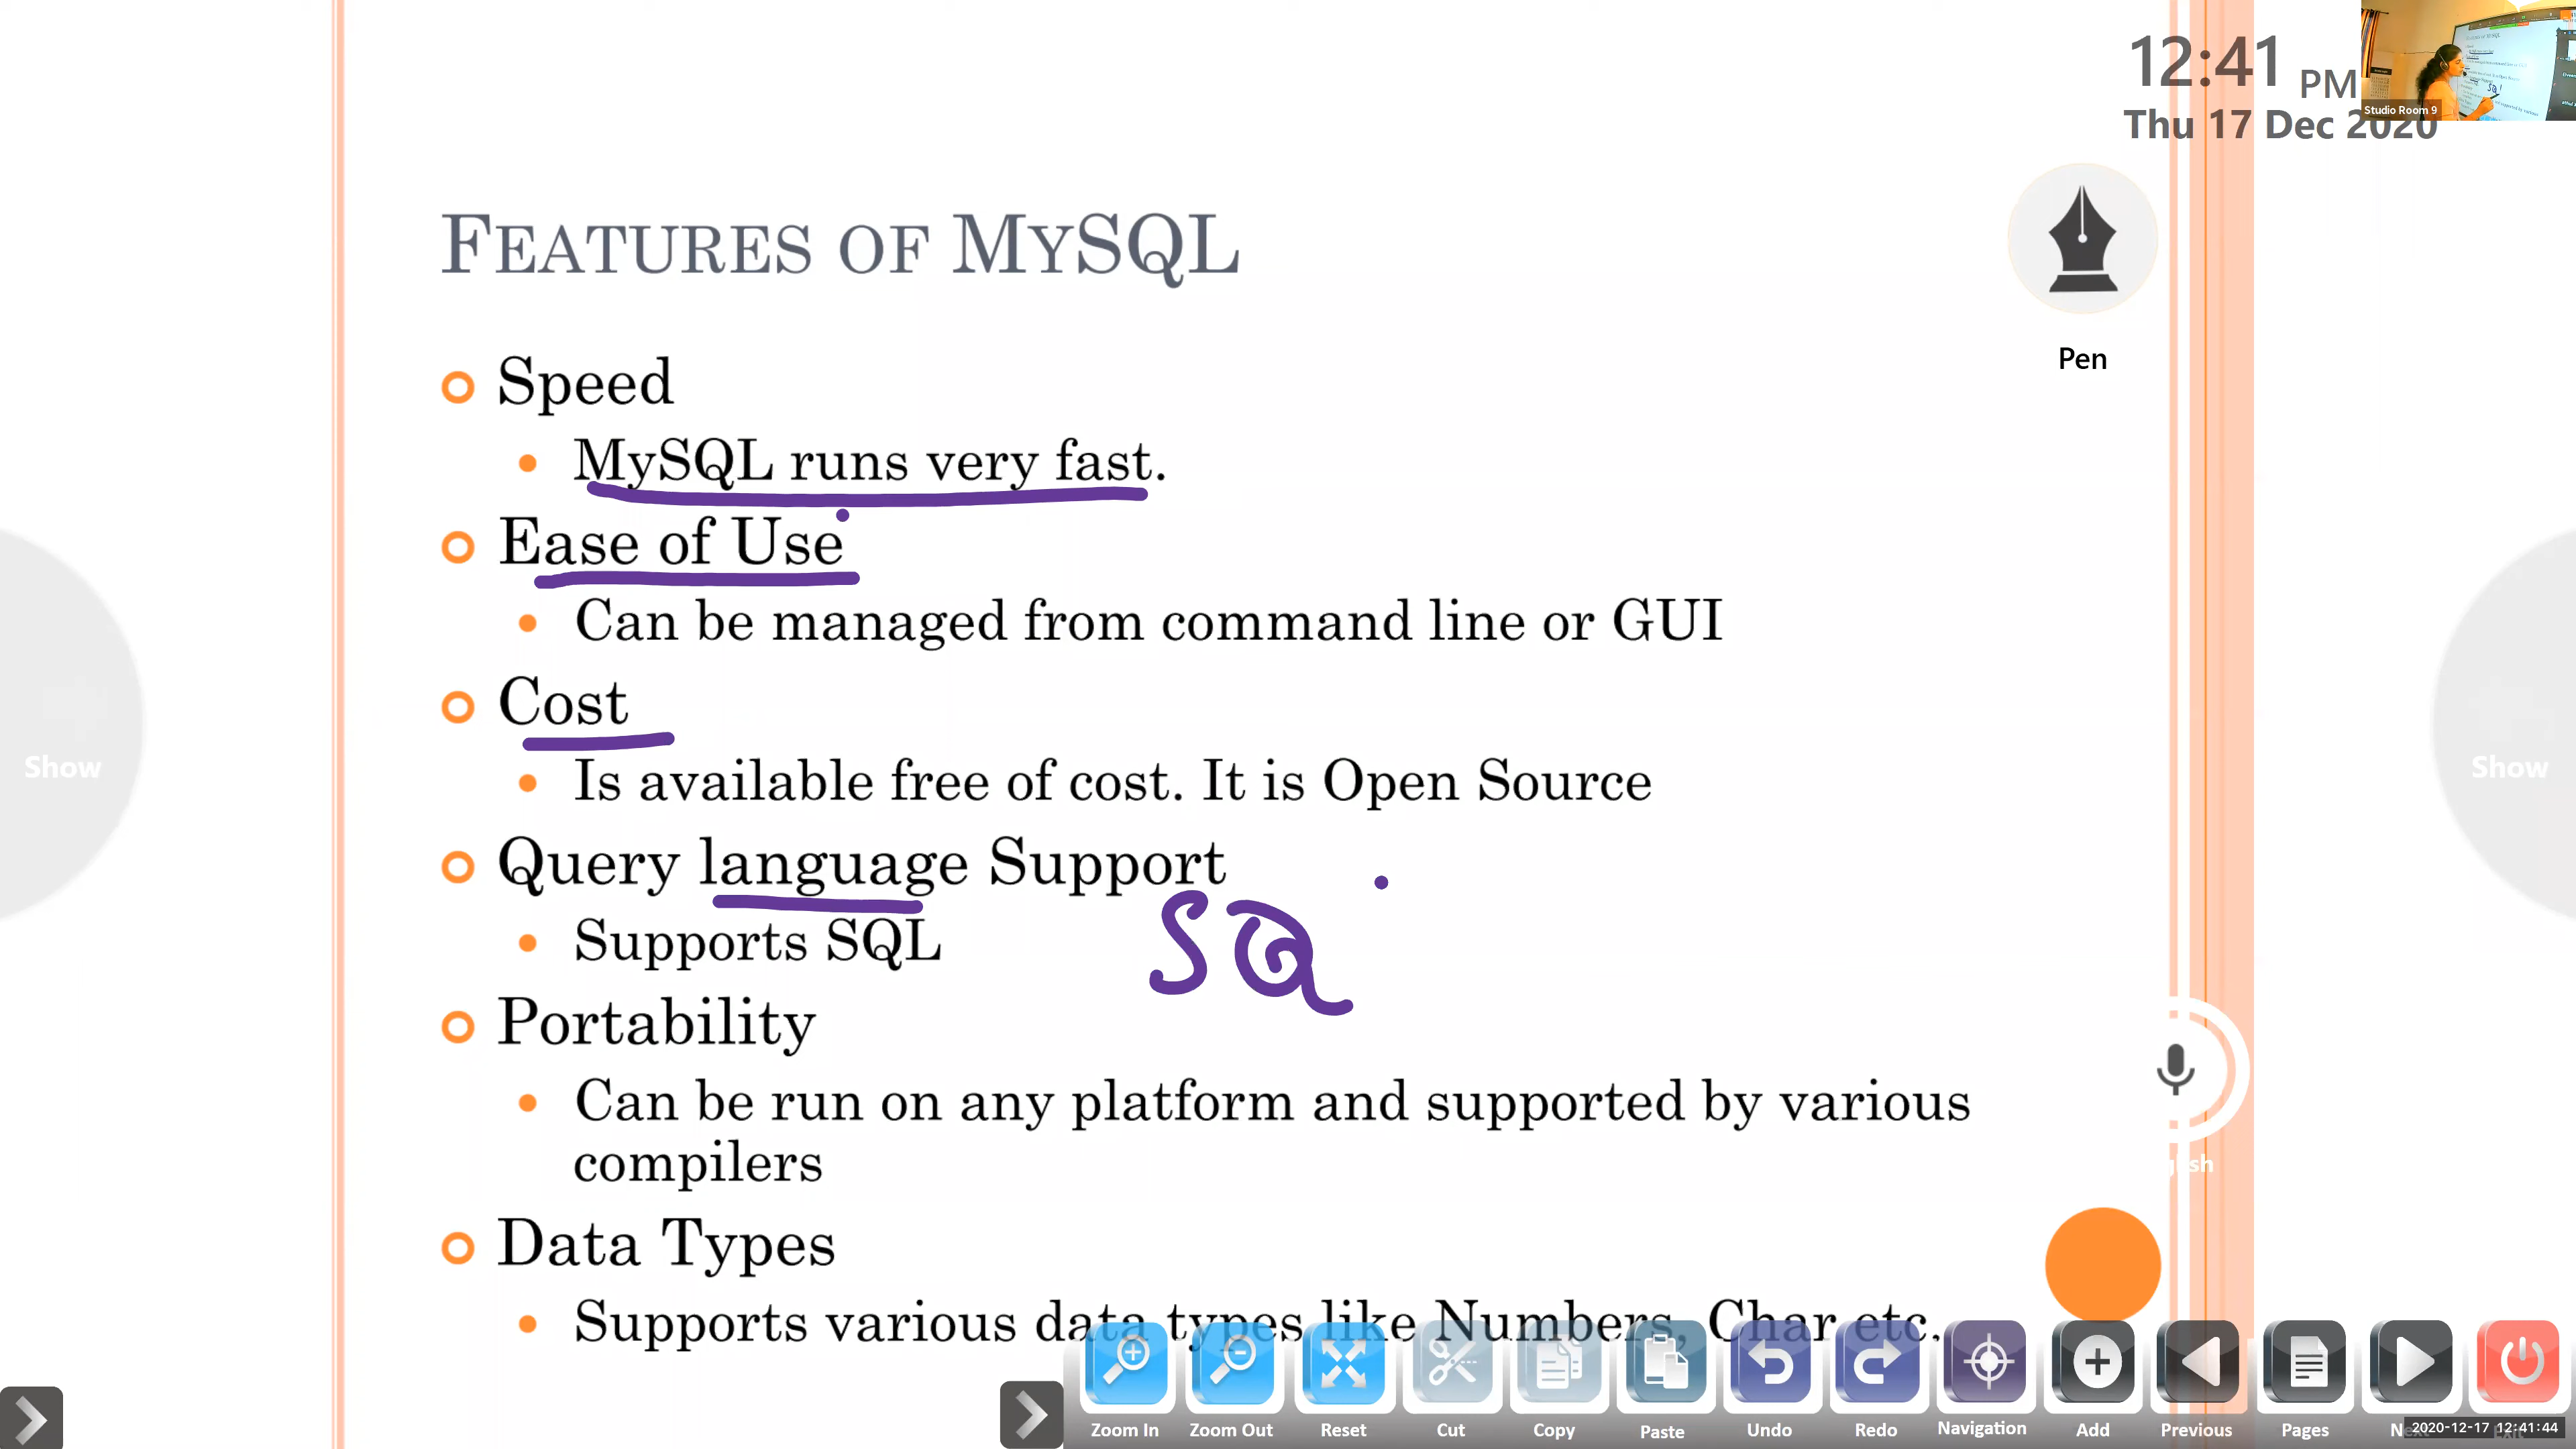 12:41 PM
Thu 17 Dec 2020
Studio Room 9
FEATURES OF MYSQL
Pen
Speed
MySQL runs very fast.
Ease of Use
Can be managed from command line or GUI
Cost
Show
Show
Is available free of cost. It is Open Source
Query language Support
SQ
Supports SQL
Portability
Can be run on any platform and supported by various
compilers
Data Types
Supports various data types like Numbers, Char etc.
Zoom In Zoom Out Reset Cut Copy Paste Undo Redo Navigation Add Previous Pages
2020-12-17 12:41:44